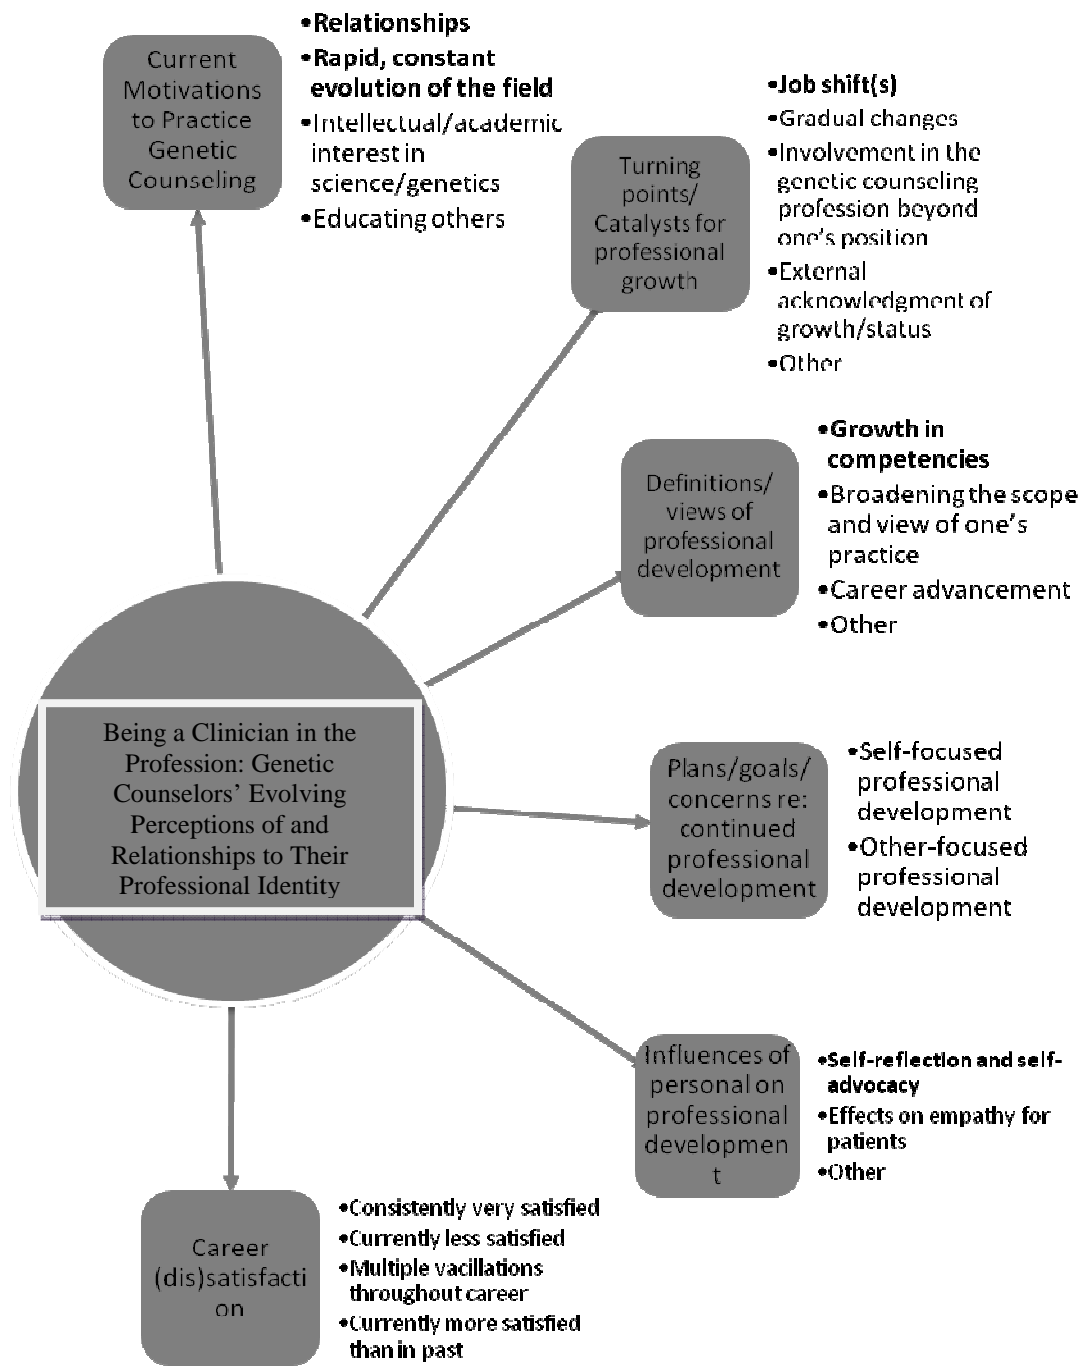 Current
Motivations
to Practice
Genetic
Counseling
•Relationships
•Rapid, constant
evolution of the field
•Intellectual/academic
interest in
science/genetics
•Educating others
Turning
points/
Catalysts for
professional
growth
•Job shift(s)
•Gradual changes
•Involvement in the
genetic counseling
profession beyond
one's position
•External
acknowledgment of
growth/status
•Other
Definitions/
views of
professional
development
•Growth in
competencies
•Broadening the scope
and view of one's
practice
•Career advancement
•Other
Being a Clinician in the
Profession: Genetic
Counselors' Evolving
Perceptions of and
Relationships to Their
Professional Identity
Plans/goals/
concerns re:
continued
professional
development
•Self-focused
professional
development
•Other-focused
professional
development
Influences of
personal on
professional
developmen
t
•Self-reflection and self-
advocacy
•Effects on empathy for
patients
•Other
Career
(dis)satisfacti
on
•Consistently very satisfied
•Currently less satisfied
•Multiple vacillations
throughout career
•Currently more satisfied
than in past